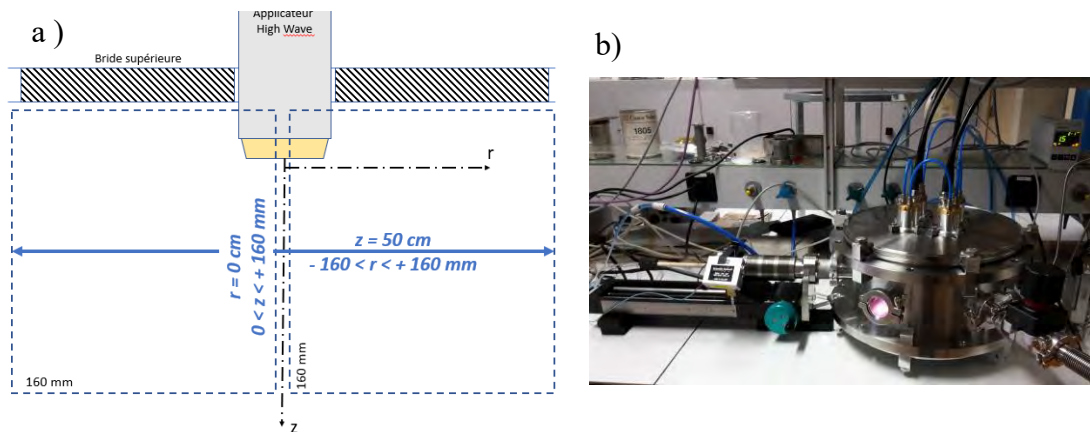 a )
Applicateur
High Wave
Bride supérieure
r
r = 0 cm
0 < z < +160 mm
z = 50 cm
- 160 < r < + 160 mm
160 mm
160 mm
z
b)
1805